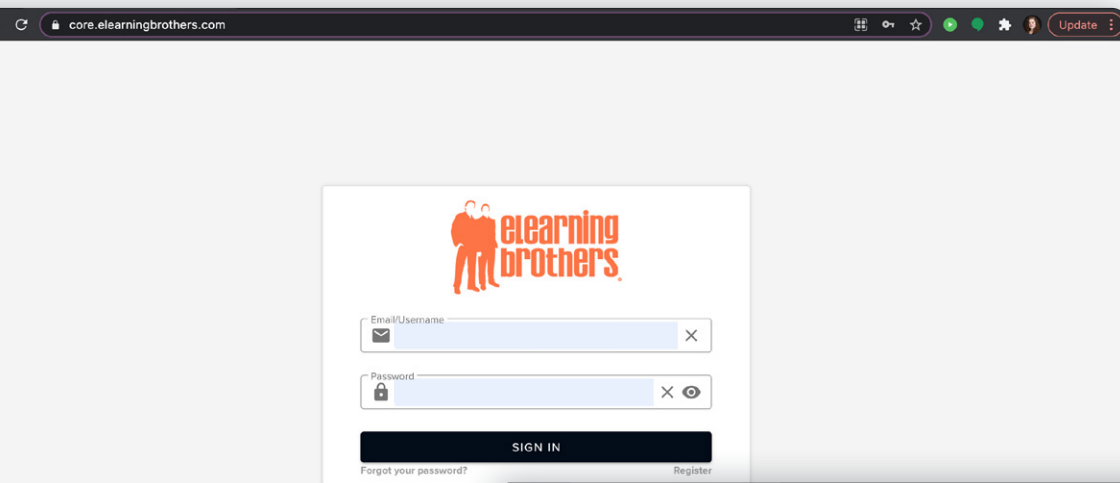 core.elearningbrothers.com
Update
eLearning
brothers
Email/Username
Password
SIGN IN
Forgot your password?
Register